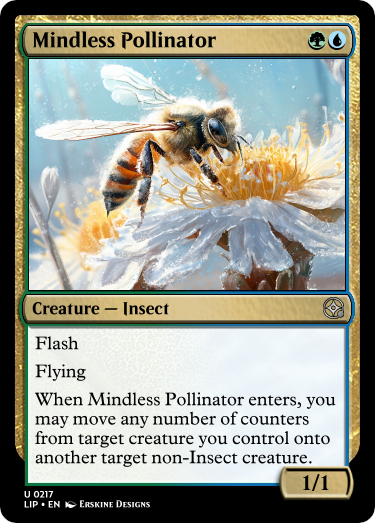 Mindless Pollinator
Creature — Insect
Flash
Flying
When Mindless Pollinator enters, you
may move any number of counters
from target creature you control onto
another target non-Insect creature.
1/1
U 0217
LIP • EN Erskine Designs